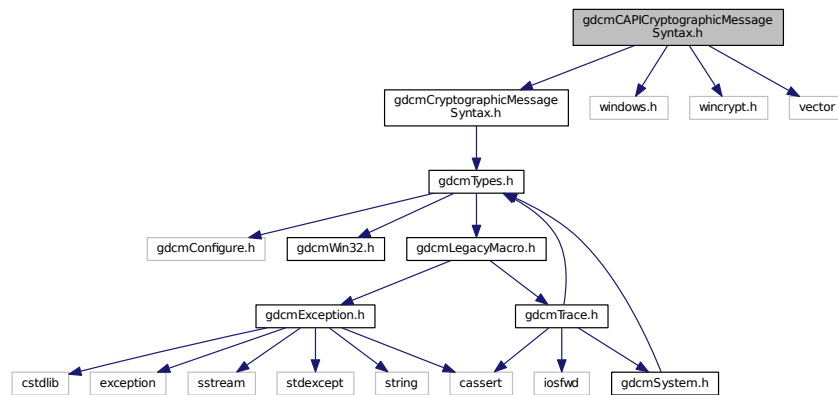 gdcmCAPICryptographicMessage
Syntax.h
gdcmCryptographicMessage
Syntax.h
windows.h
wincrypt.h
vector
gdcmTypes.h
gdcmConfigure.h
gdcmWin32.h
gdcmLegacyMacro.h
gdcmException.h
gdcmTrace.h
cstdlib
exception
sstream
stdexcept
string
cassert
iosfwd
gdcmSystem.h